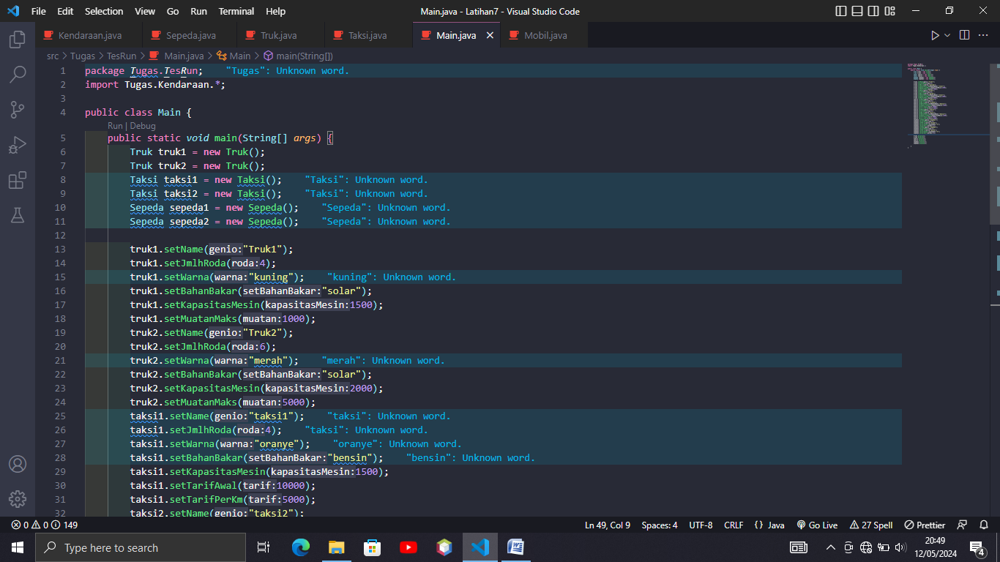 File Edit Selection View Go Run Terminal Help Main.java - Latihan7 - Visual Studio Code
Kendaraan.java Sepeda.java Truk.java Taksi.java Main.java Mobil.java
src > Tugas > TesRun > Main.java > Main > main(String[])
1 package Tugas.TesRun; "Tugas": Unknown word.
2 import Tugas.Kendaraan.*;
3
4 public class Main {
Run | Debug
5 public static void main(String[] args) {
6 Truk truk1 = new Truk();
7 Truk truk2 = new Truk();
8 Taksi taksi1 = new Taksi(); "Taksi": Unknown word.
9 Taksi taksi2 = new Taksi(); "Taksi": Unknown word.
10 Sepeda sepeda1 = new Sepeda(); "Sepeda": Unknown word.
11 Sepeda sepeda2 = new Sepeda(); "Sepeda": Unknown word.
12
13 truk1.setName(genio:"Truk1");
14 truk1.setJmlhRoda(roda:4);
15 truk1.setWarna(warna:"kuning"); "kuning": Unknown word.
16 truk1.setBahanBakar(setBahanBakar:"solar");
17 truk1.setKapasitasMesin(kapasitasMesin:1500);
18 truk1.setMuatanMaks(muatan:1000);
19 truk2.setName(genio:"Truk2");
20 truk2.setJmlhRoda(roda:6);
21 truk2.setWarna(warna:"merah"); "merah": Unknown word.
22 truk2.setBahanBakar(setBahanBakar:"solar");
23 truk2.setKapasitasMesin(kapasitasMesin:2000);
24 truk2.setMuatanMaks(muatan:5000);
25 taksi1.setName(genio:"taksi1"); "taksi": Unknown word.
26 taksi1.setJmlhRoda(roda:4); "taksi": Unknown word.
27 taksi1.setWarna(warna:"oranye"); "oranye": Unknown word.
28 taksi1.setBahanBakar(setBahanBakar:"bensin"); "bensin": Unknown word.
29 taksi1.setKapasitasMesin(kapasitasMesin:1500);
30 taksi1.setTarifAwal(tarif:10000);
31 taksi1.setTarifPerKm(tarif:5000);
32 taksi2.setName(genio:"taksi2");
0 0 149 Ln 49, Col 9 Spaces: 4 UTF-8 CRLF {} Java Go Live 27 Spell Prettier
Type here to search 20:49
12/05/2024 4